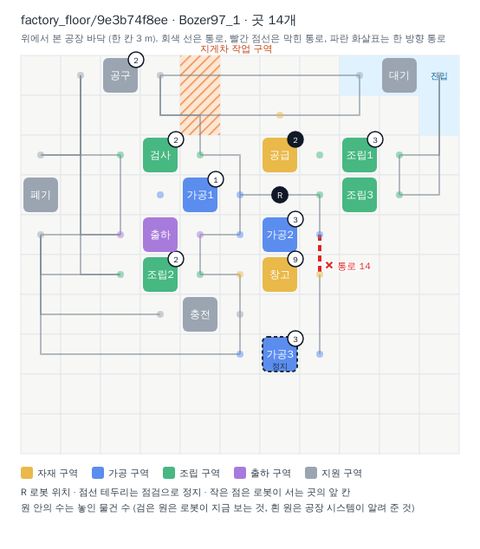 factory_floor/9e3b74f8ee · Bozer97_1 · 곳 14개
위에서 본 공장 바닥 (한 칸 3 m). 회색 선은 통로, 빨간 점선은 막힌 통로, 파란 화살표는 한 방향 통로
지게차 작업 구역
공구 2
대기
검사 2
공급 2
조립1 3
폐기
가공1 1
R
조립3
출하
가공2 3
조립2 2
창고 9
✖ 통로 14
충전
가공3 3
정지
자재 구역 가공 구역 조립 구역 출하 구역 지원 구역
R 로봇 위치 · 점선 테두리는 점검으로 정지 · 작은 점은 로봇이 서는 곳의 앞 칸
원 안의 수는 놓인 물건 수 (검은 원은 로봇이 지금 보는 것, 흰 원은 공장 시스템이 알려 준 것)